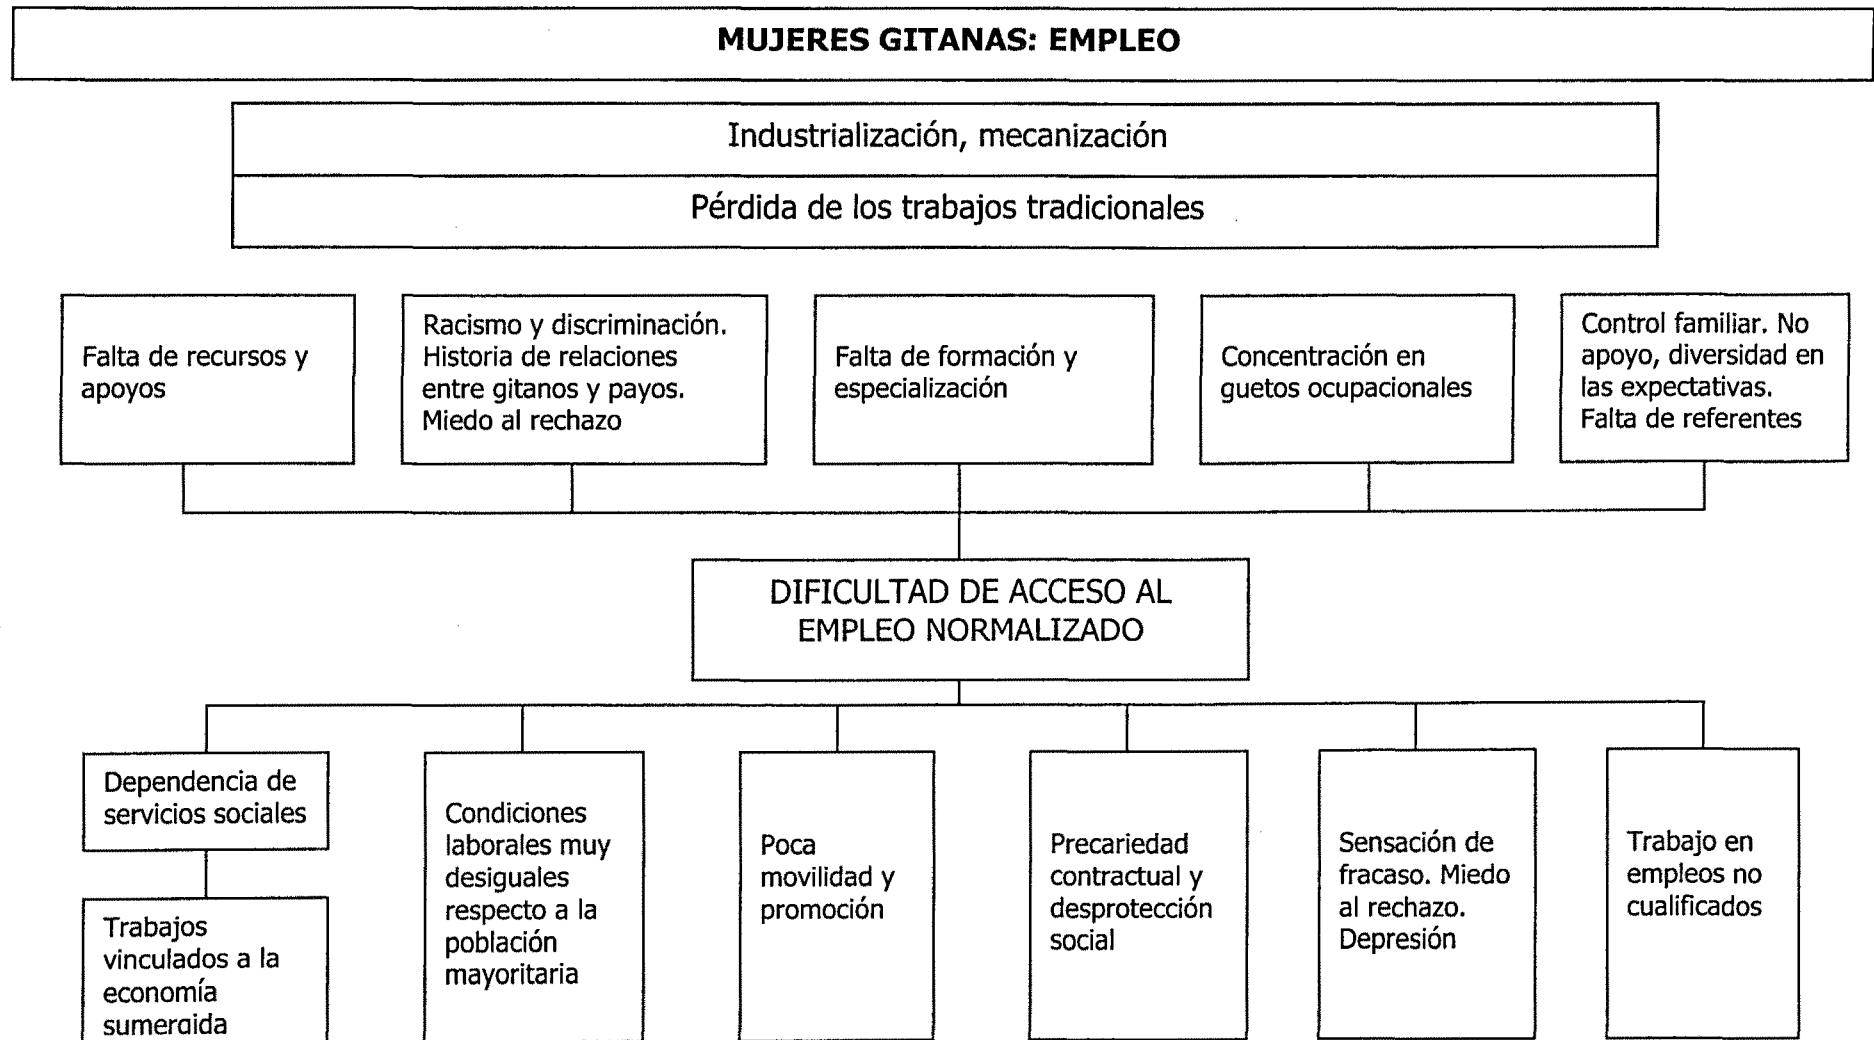 MUJERES GITANAS: EMPLEO
Industrialización, mecanización
Pérdida de los trabajos tradicionales
Falta de recursos y
apoyos
Racismo y discriminación.
Historia de relaciones
entre gitanos y payos.
Miedo al rechazo
Falta de formación y
especialización
Concentración en
guetos ocupacionales
Control familiar. No
apoyo, diversidad en
las expectativas.
Falta de referentes
DIFICULTAD DE ACCESO AL
EMPLEO NORMALIZADO
Dependencia de
servicios sociales
Trabajos
vinculados a la
economía
sumergida
Condiciones
laborales muy
desiguales
respecto a la
población
mayoritaria
Poca
movilidad y
promoción
Precariedad
contractual y
desprotección
social
Sensación de
fracaso. Miedo
al rechazo.
Depresión
Trabajo en
empleos no
cualificados